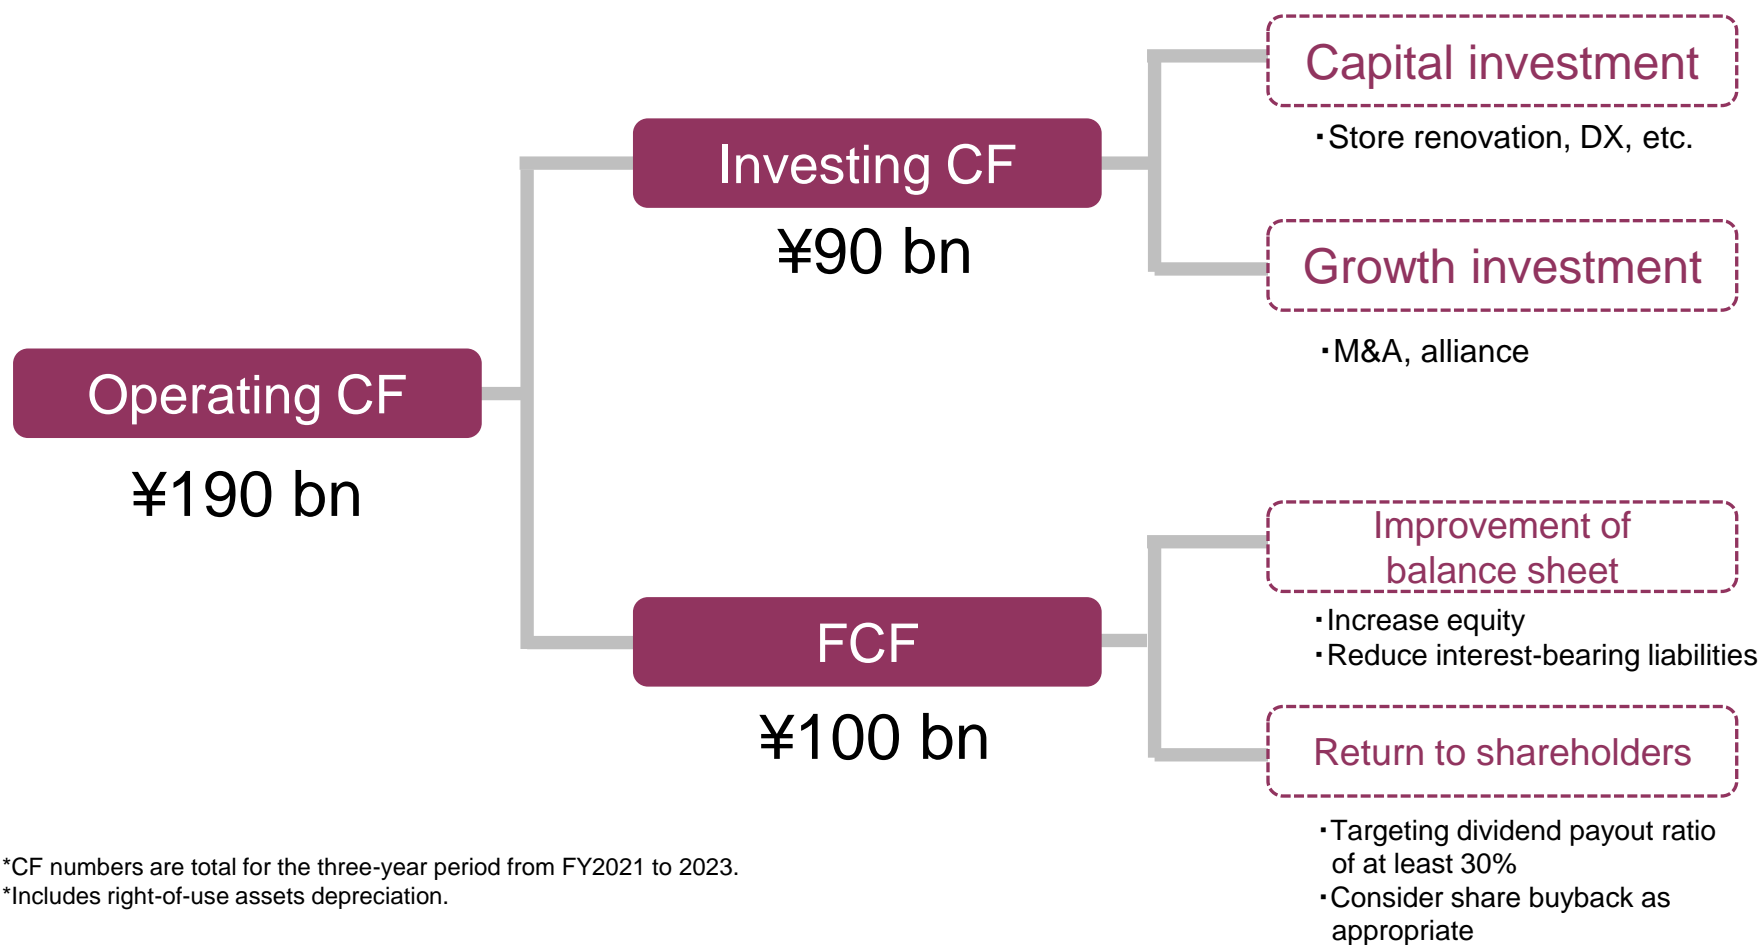 Capital investment
・Store renovation, DX, etc.
Investing CF
¥90 bn
Growth investment
・M&A, alliance
Operating CF
¥190 bn
Improvement of
balance sheet
・Increase equity
・Reduce interest-bearing liabilities
FCF
¥100 bn
Return to shareholders
・Targeting dividend payout ratio
of at least 30%
・Consider share buyback as
appropriate
*CF numbers are total for the three-year period from FY2021 to 2023.
*Includes right-of-use assets depreciation.